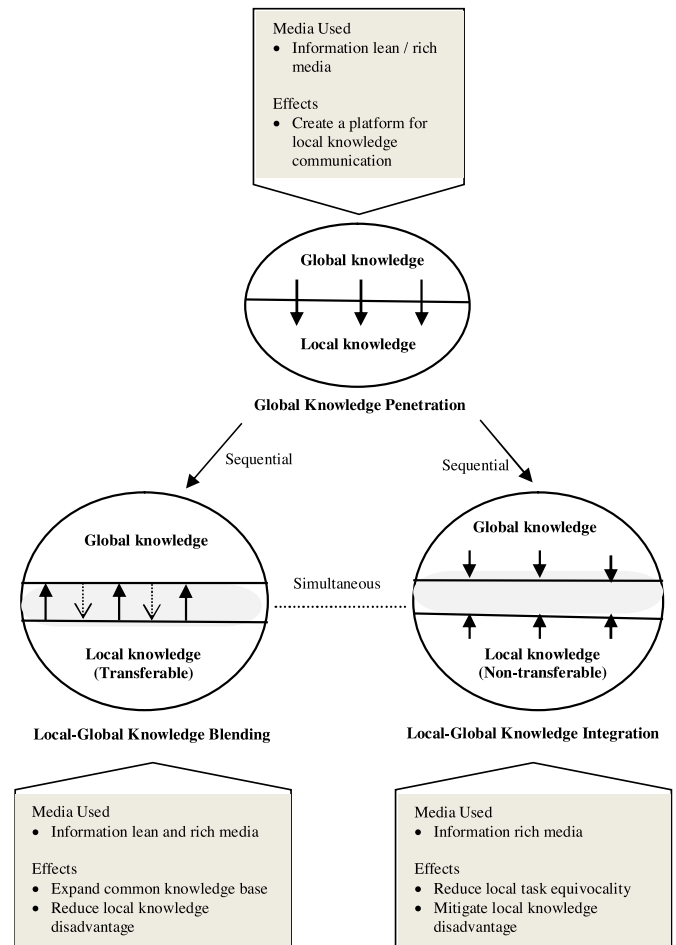 Media Used
• Information lean / rich
media
Effects
• Create a platform for
local knowledge
communication
Global knowledge
Local knowledge
Global Knowledge Penetration
Sequential
Sequential
Global knowledge
Local knowledge
(Transferable)
Local-Global Knowledge Blending
Simultaneous
Global knowledge
Local knowledge
(Non-transferable)
Local-Global Knowledge Integration
Media Used
• Information lean and rich media
Effects
• Expand common knowledge base
• Reduce local knowledge
disadvantage
Media Used
• Information rich media
Effects
• Reduce local task equivocality
• Mitigate local knowledge
disadvantage